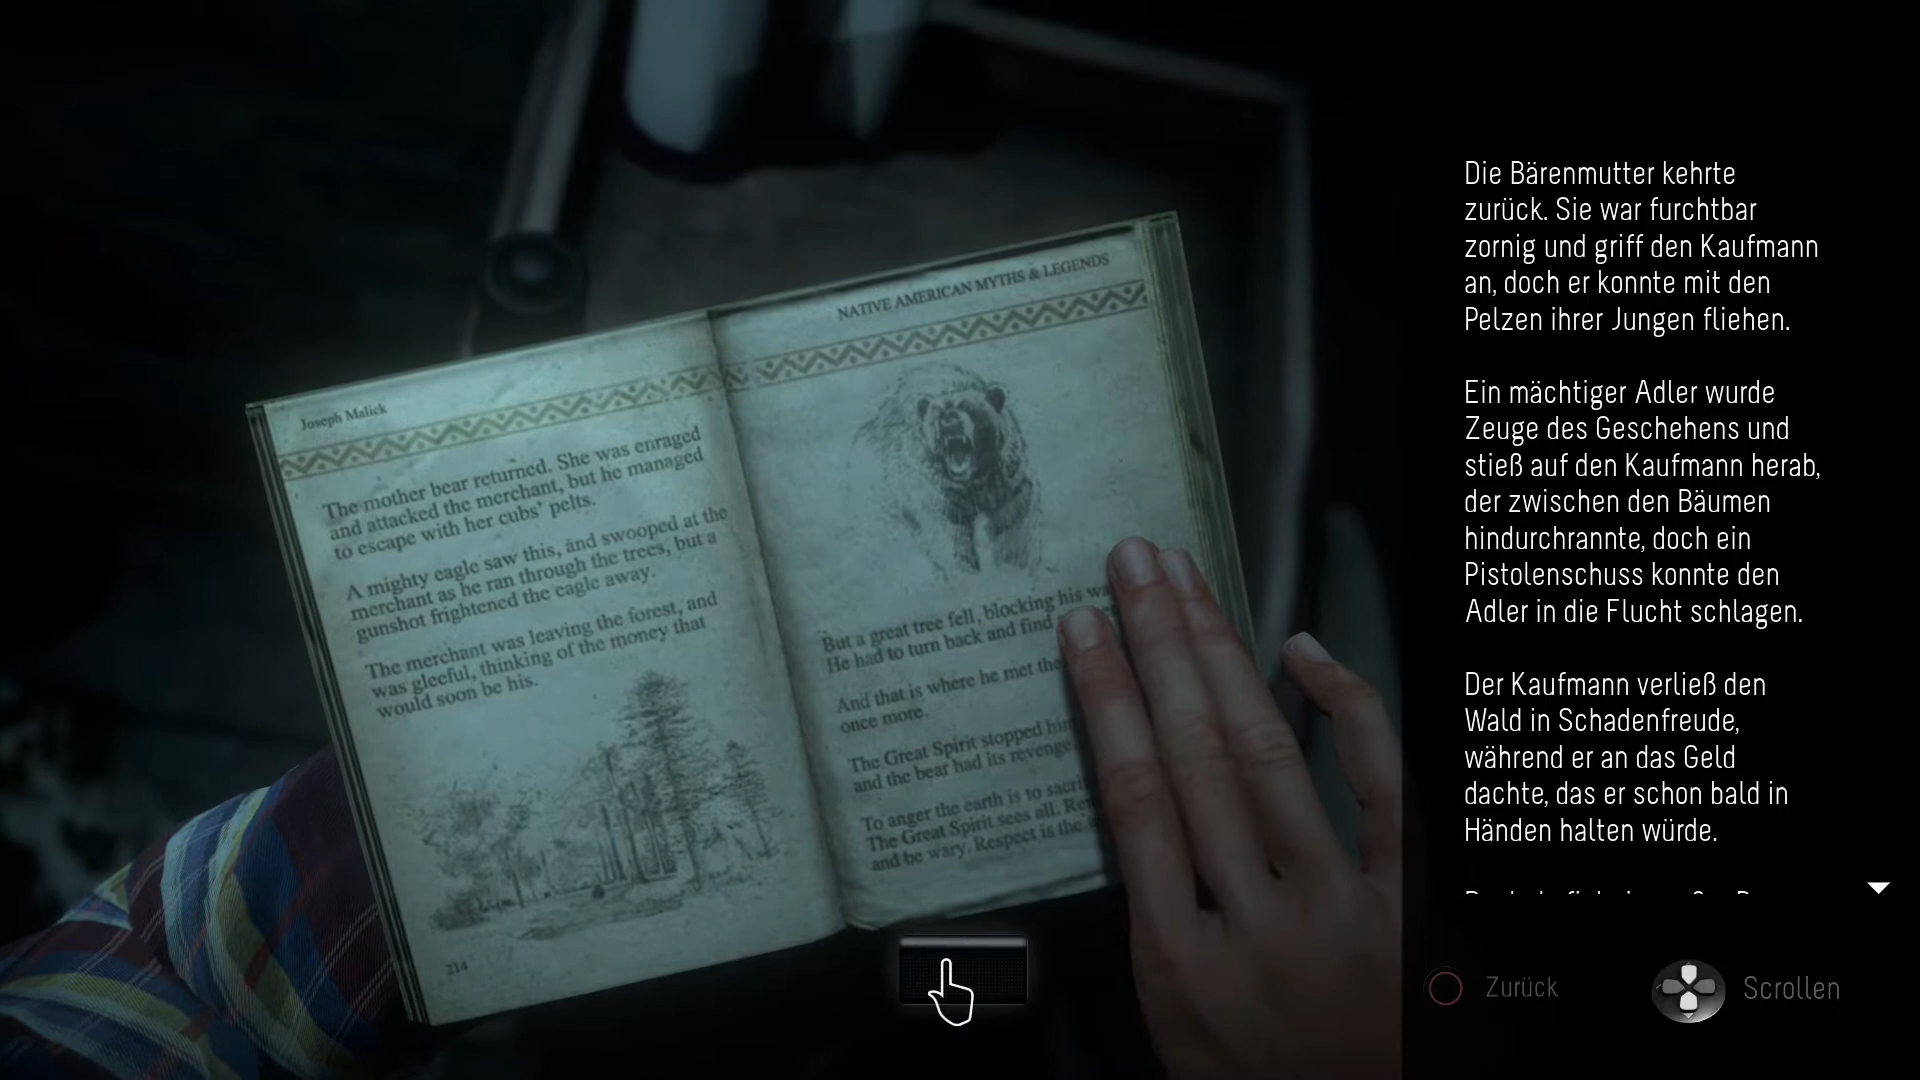 Joseph Malick
The mother bear returned. She was enraged
and attacked the merchant, but he managed
to escape with her cubs' pelts.
A mighty eagle saw this, and swooped at the
merchant as he ran through the trees, but a
gunshot frightened the eagle away.
The merchant was leaving the forest, and
was gleeful, thinking of the money that
would soon be his.
214
NATIVE AMERICAN MYTHS & LEGENDS
But a great tree fell, blocking his
He had to turn back and find
And that is where he met the
once more.
The Great Spirit stopped
and the bear had its revenge
To anger the earth is to
The Great Spirit sees all.
and be wary. Respect is the
Die Bärenmutter kehrte
zurück. Sie war furchtbar
zornig und griff den Kaufmann
an, doch er konnte mit den
Pelzen ihrer Jungen fliehen.
Ein mächtiger Adler wurde
Zeuge des Geschehens und
stieß auf den Kaufmann herab,
der zwischen den Bäumen
hindurchrannte, doch ein
Pistolenschuss konnte den
Adler in die Flucht schlagen.
Der Kaufmann verließ den
Wald in Schadenfreude,
während er an das Geld
dachte, das er schon bald in
Händen halten würde.
Zurück
Scrollen